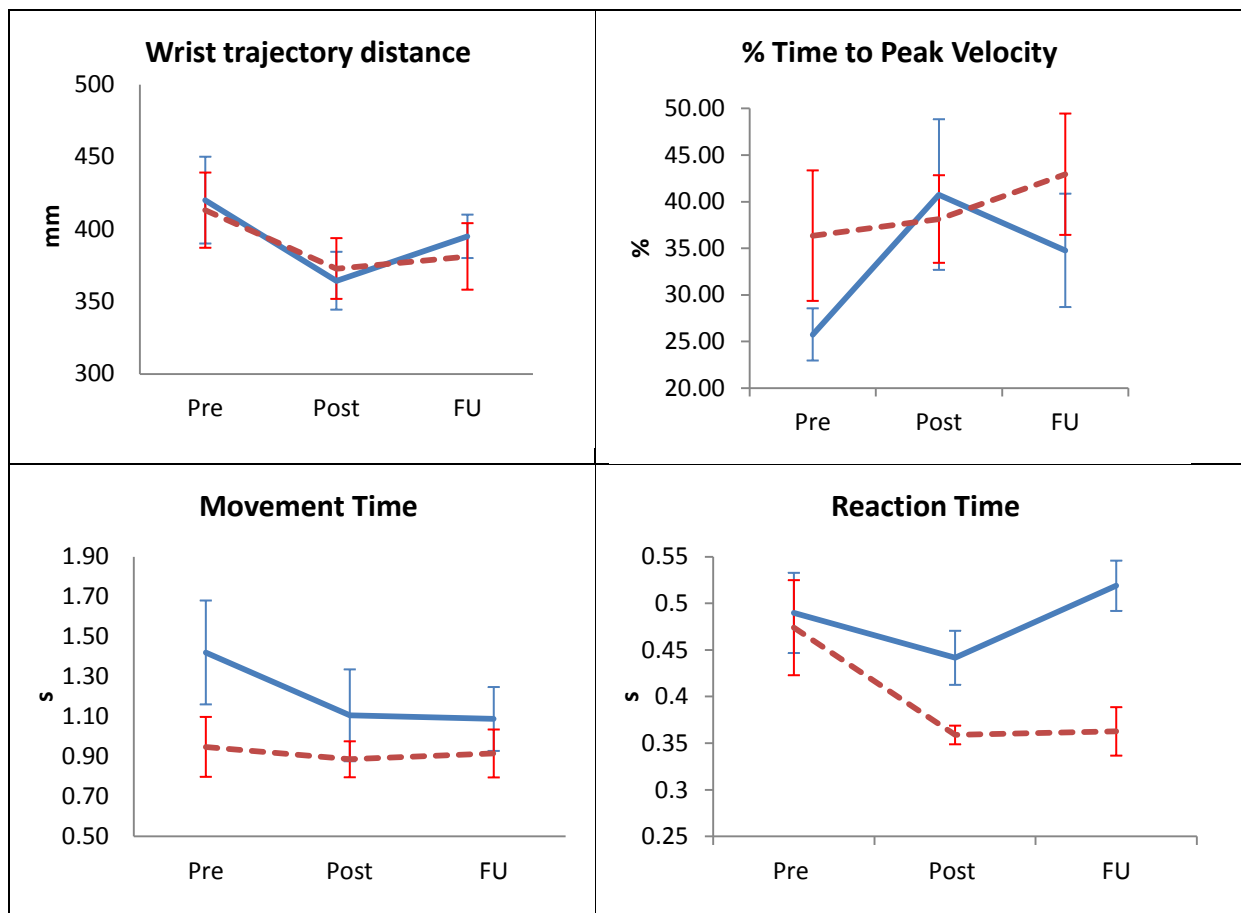 Wrist trajectory distance
500
450
400
350
300
mm
Pre Post FU
% Time to Peak Velocity
50.00
45.00
40.00
35.00
30.00
25.00
20.00
%
Pre Post FU
Movement Time
1.90
1.70
1.50
1.30
1.10
0.90
0.70
0.50
s
Pre Post FU
Reaction Time
0.55
0.5
0.45
0.4
0.35
0.3
0.25
s
Pre Post FU